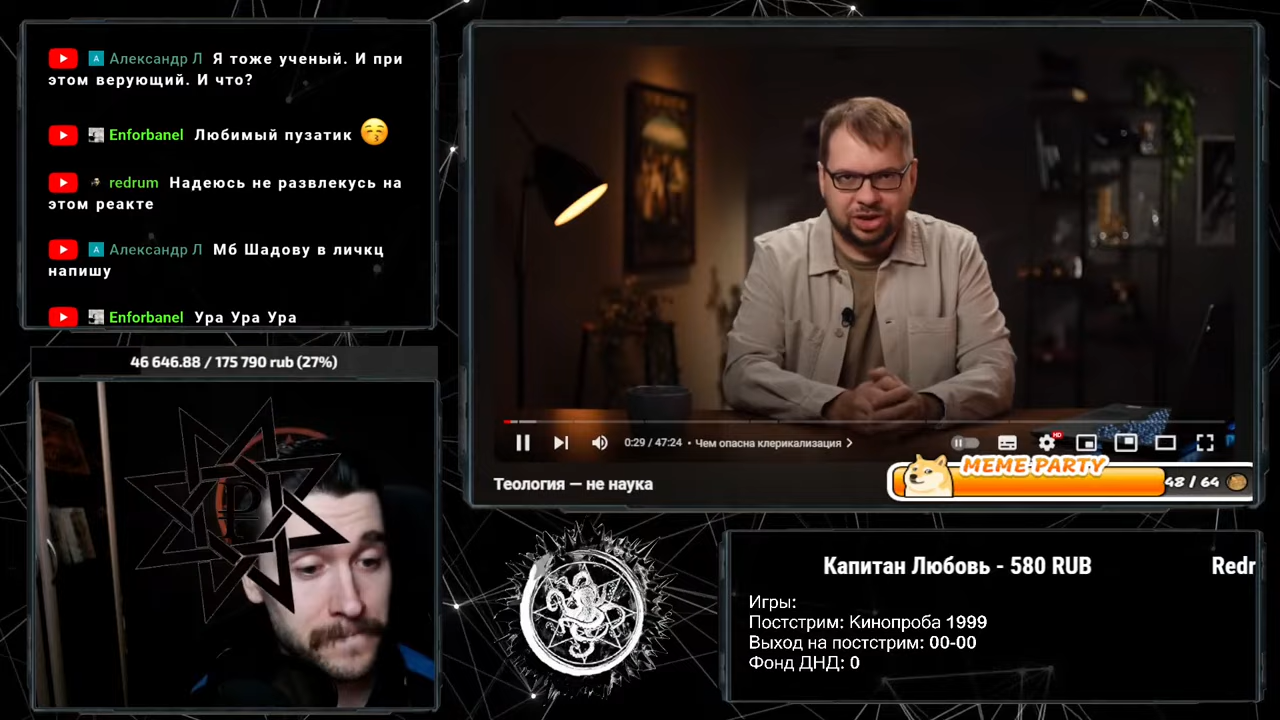 Александр Л Я тоже ученый. И при
этом верующий. И что?
Enforbanel Любимый пузатик
redrum Надеюсь не развлекусь на
этом реакте
Александр Л Мб Шадову в личкц
напишу
Enforbanel Ура Ура Ура
46 646.88 / 175 790 rub (27%)
0:29 / 47:24 • Чем опасна клерикализация
HD
Теология — не наука
MEME PARTY
48 / 64
Капитан Любовь - 580 RUB
Redr
Игры:
Постстрим: Кинопроба 1999
Выход на постстрим: 00-00
Фонд ДНД: 0